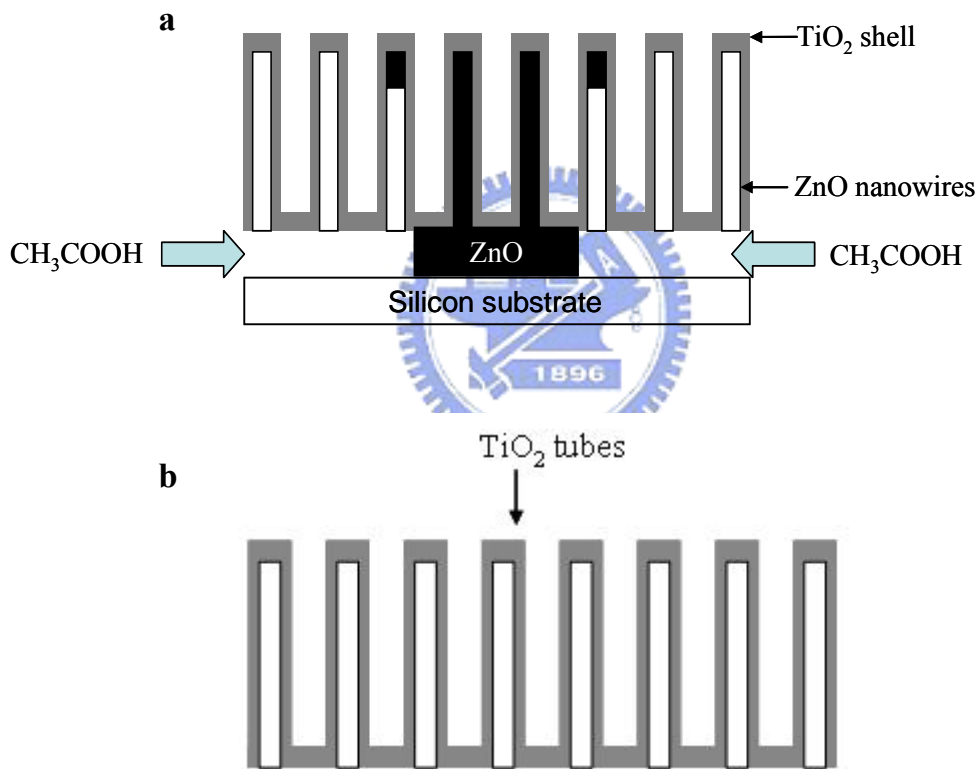 a
TiO₂ shell
ZnO nanowires
CH₃COOH
ZnO
CH₃COOH
Silicon substrate
1896
TiO₂ tubes
b